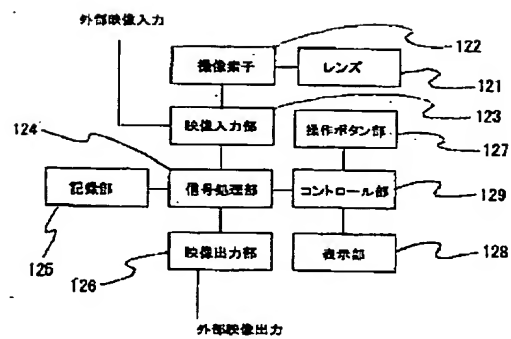 外部映像入力
撮像素子
122
レンズ
121
映像入力部
123
124
操作ボタン部
127
記録部
信号処理部
コントロール部
129
125
映像出力部
126
表示部
128
外部映像出力